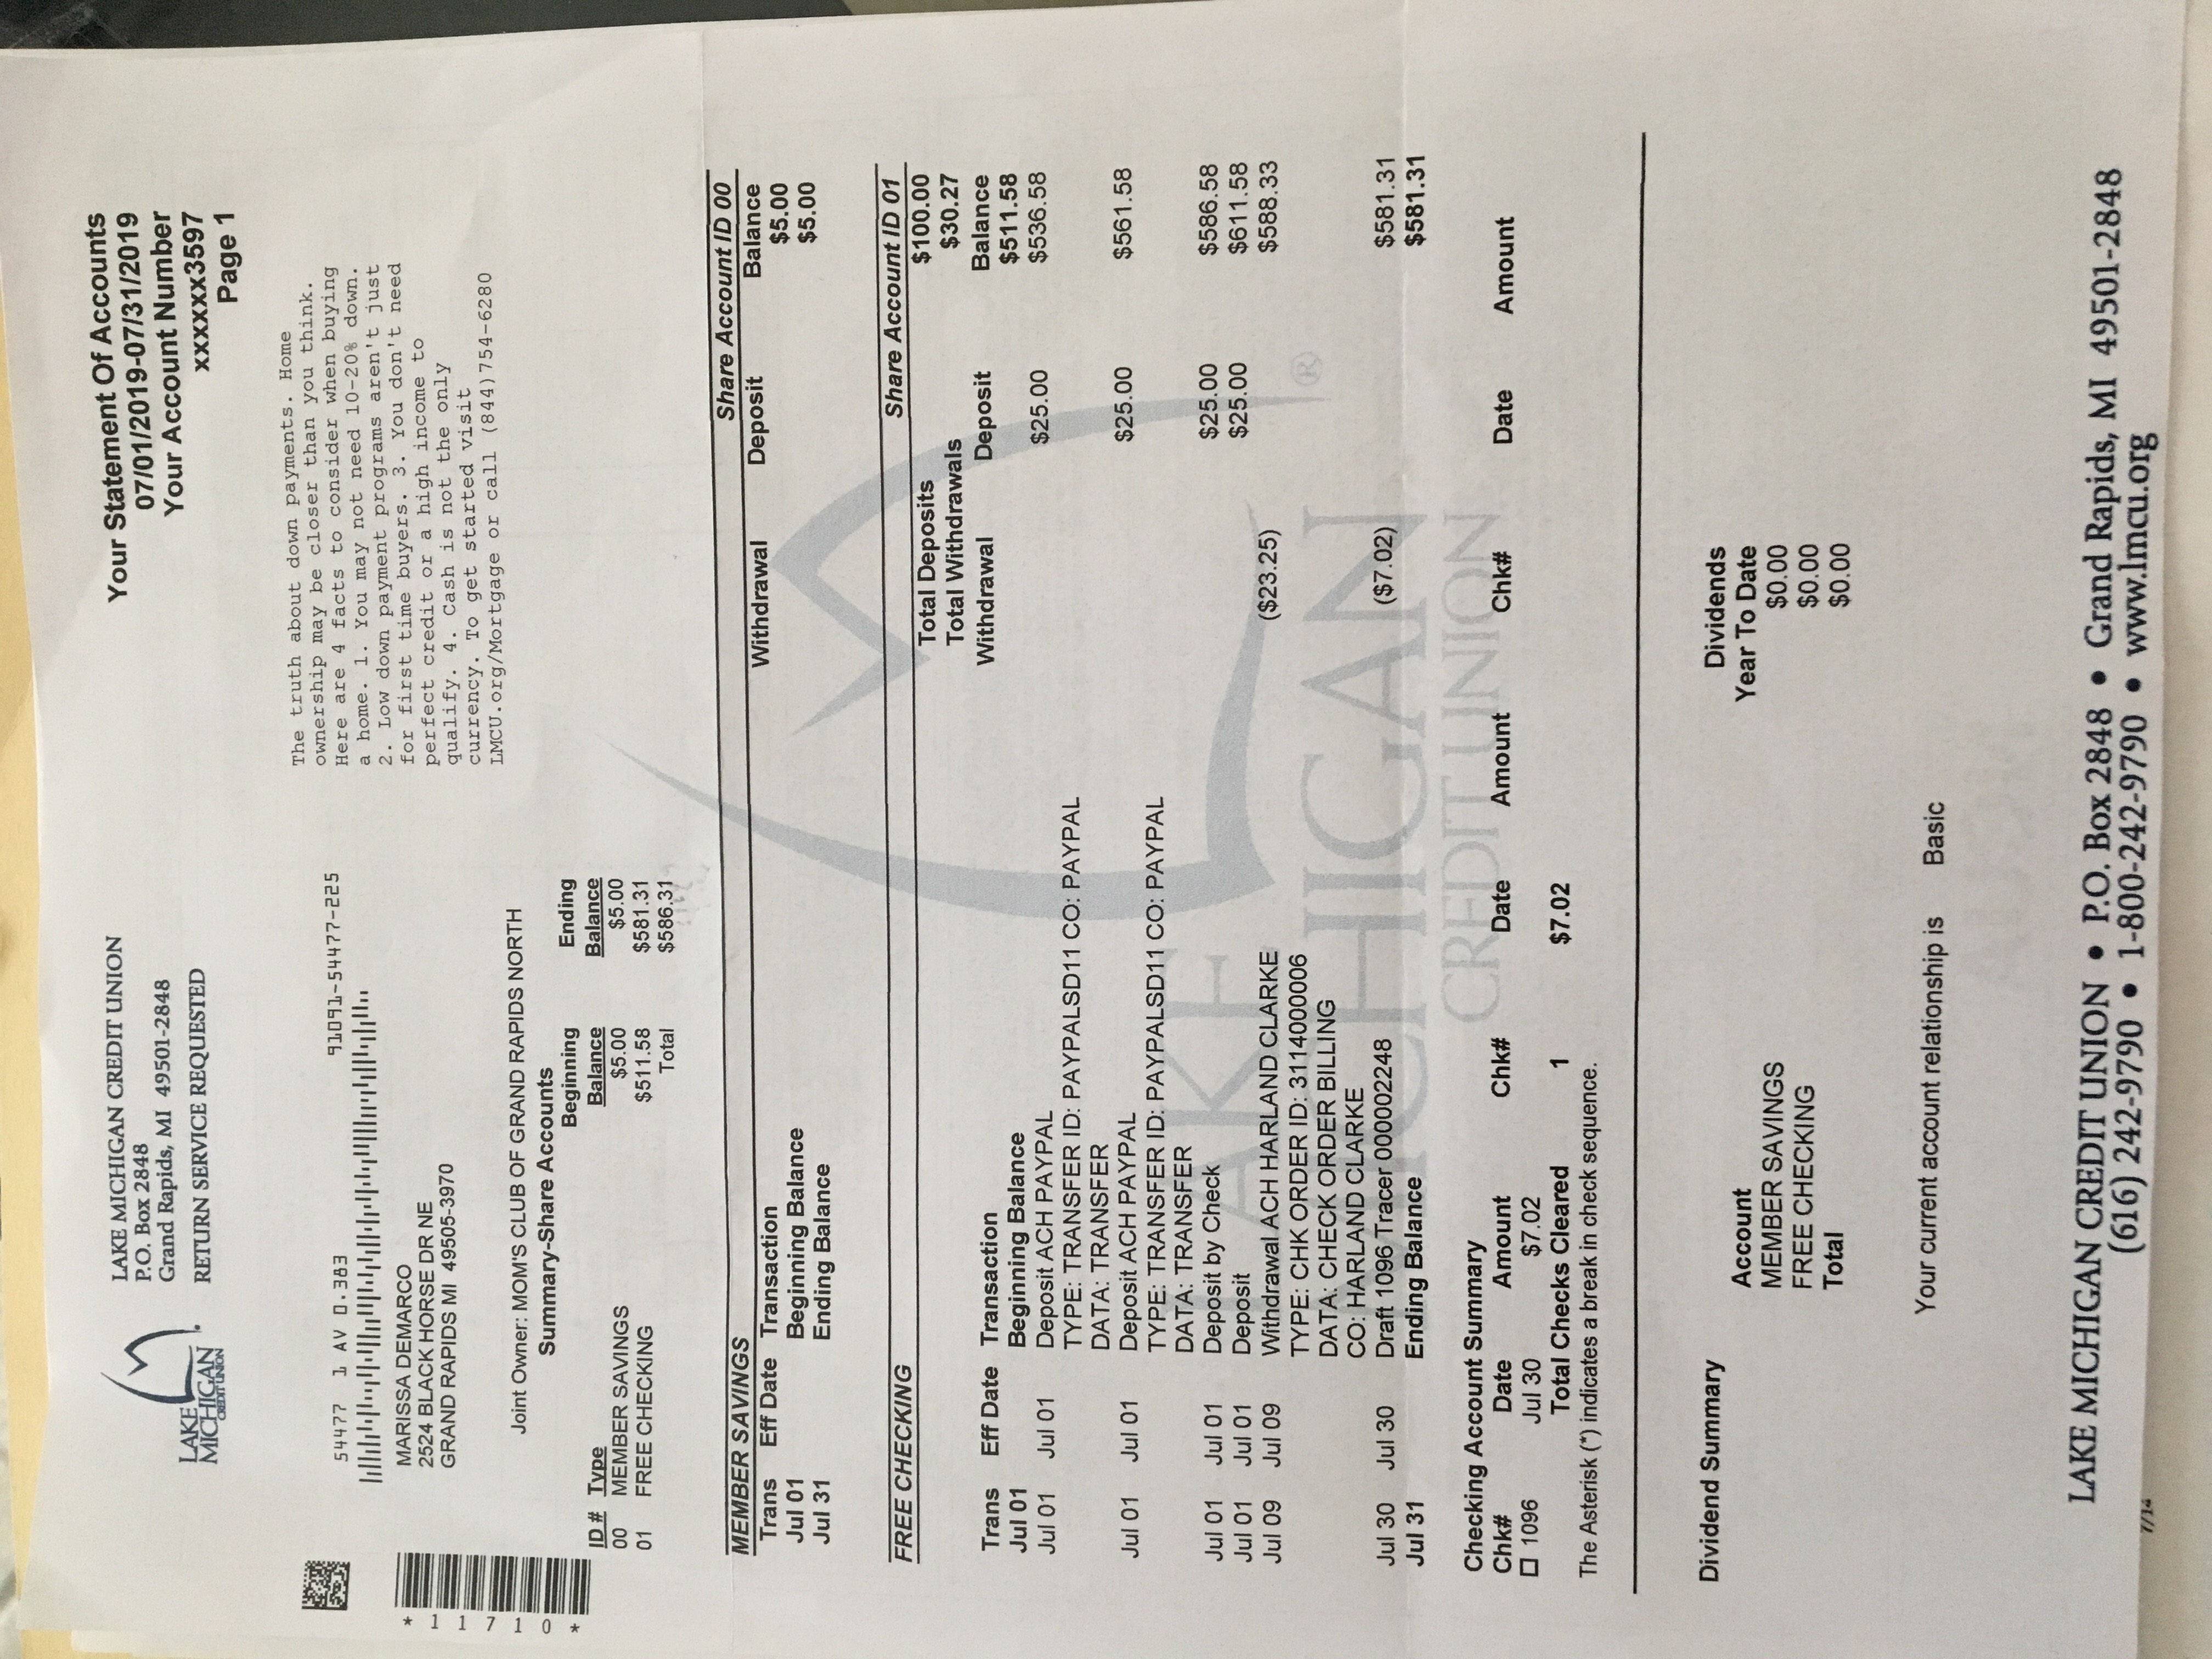 LAKE MICHIGAN CREDIT UNION
P.O. Box 2848
Grand Rapids, MI 49501-2848
RETURN SERVICE REQUESTED
LAKE
MICHIGAN
CREDIT UNION
Your Statement Of Accounts
07/01/2019-07/31/2019
Your Account Number
xxxxxx3597
Page 1
The truth about down payments. Home
ownership may be closer than you think.
Here are 4 facts to consider when buying
a home. 1. You may not need 10-20% down.
2. Low down payment programs aren't just
for first time buyers. 3. You don't need
perfect credit or a high income to
qualify. 4. Cash is not the only
currency. To get started visit
LMCU.org/Mortgage or call (844)754-6280
54477 1 AV 0.383 91091-54477-225
MARISSA DEMARCO
2524 BLACK HORSE DR NE
GRAND RAPIDS MI 49505-3970
*11710*
Joint Owner: MOM'S CLUB OF GRAND RAPIDS NORTH
Summary-Share Accounts
Beginning Ending
ID # Type Balance Balance
00 MEMBER SAVINGS $5.00 $5.00
01 FREE CHECKING $511.58 $581.31
Total $586.31
MEMBER SAVINGS Share Account ID 00
Trans Eff Date Transaction Withdrawal Deposit Balance
Jul 01 Beginning Balance $5.00
Jul 31 Ending Balance $5.00
FREE CHECKING Share Account ID 01
Total Deposits $100.00
Total Withdrawals $30.27
Trans Eff Date Transaction Withdrawal Deposit Balance
Jul 01 Beginning Balance $511.58
Jul 01 Jul 01 Deposit ACH PAYPAL $25.00 $536.58
TYPE: TRANSFER ID: PAYPALSD11 CO: PAYPAL
DATA: TRANSFER
Jul 01 Jul 01 Deposit ACH PAYPAL $25.00 $561.58
TYPE: TRANSFER ID: PAYPALSD11 CO: PAYPAL
DATA: TRANSFER
Jul 01 Jul 01 Deposit by Check $25.00 $586.58
Jul 01 Jul 01 Deposit $25.00 $611.58
Jul 09 Jul 09 Withdrawal ACH HARLAND CLARKE ($23.25) $588.33
TYPE: CHK ORDER ID: 3114000006
DATA: CHECK ORDER BILLING
CO: HARLAND CLARKE
Jul 30 Jul 30 Draft 1096 Tracer 000002248 ($7.02) $581.31
Jul 31 Ending Balance $581.31
LAKE
MICHIGAN ®
CREDIT UNION
Checking Account Summary
Chk# Date Amount Chk# Date Amount Chk# Date Amount
1096 Jul 30 $7.02
Total Checks Cleared 1 $7.02
The Asterisk (*) indicates a break in check sequence.
Dividend Summary Dividends
Account Year To Date
MEMBER SAVINGS $0.00
FREE CHECKING $0.00
Total $0.00
Your current account relationship is Basic
LAKE MICHIGAN CREDIT UNION • P.O. Box 2848 • Grand Rapids, MI 49501-2848
(616) 242-9790 • 1-800-242-9790 • www.lmcu.org
7/14